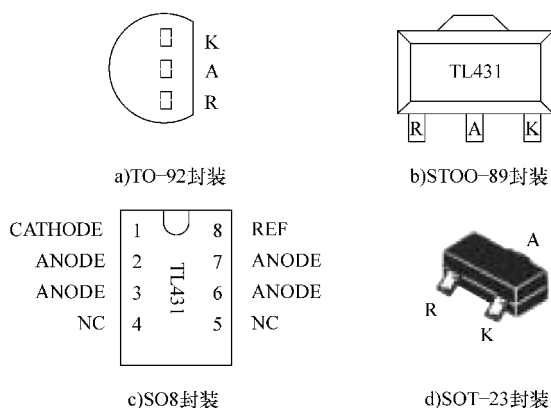 K
A
R
a)TO-92封装
TL431
R A K
b)STOO-89封装
CATHODE 1 8 REF
ANODE 2 7 ANODE
ANODE 3 6 ANODE
NC 4 5 NC
TL431
c)SO8封装
A
R
K
d)SOT-23封装